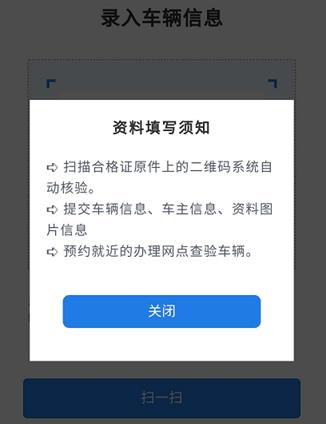 录入车辆信息
资料填写须知
➪ 扫描合格证原件上的二维码系统自
动核验。
➪ 提交车辆信息、车主信息、资料图
片信息
➪ 预约就近的办理网点查验车辆。
关闭
扫一扫